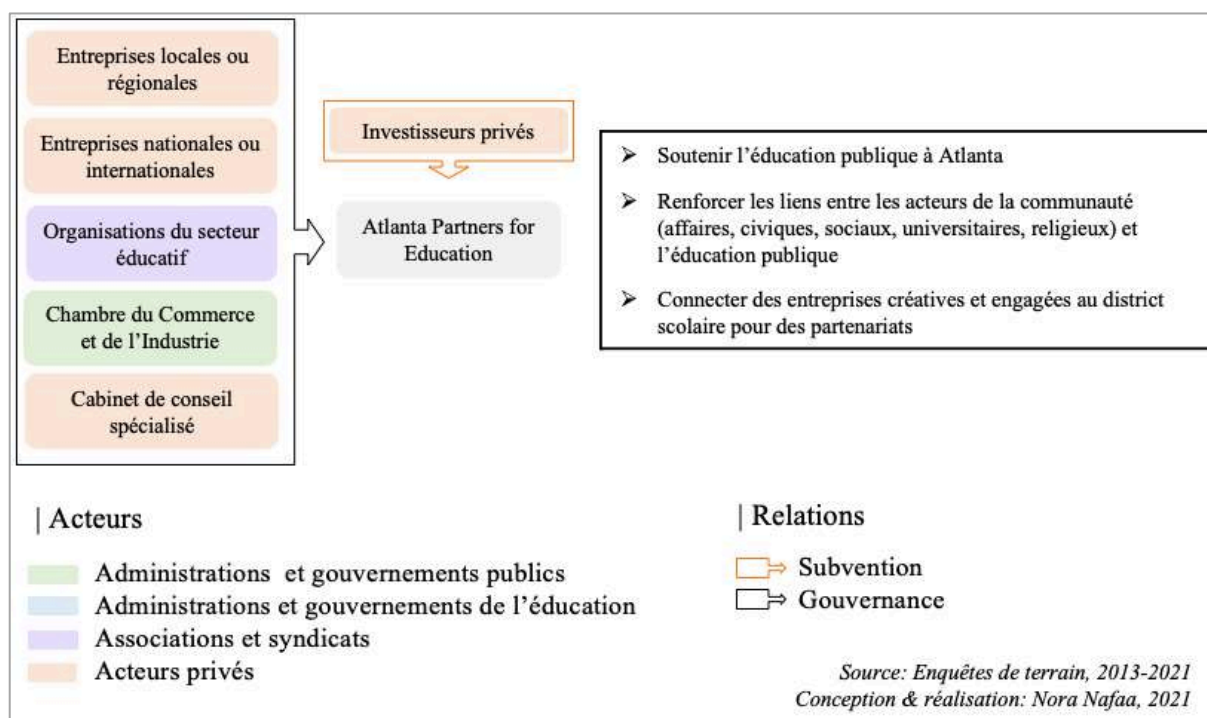 Entreprises locales ou
régionales
Entreprises nationales ou
internationales
Organisations du secteur
éducatif
Chambre du Commerce
et de l'Industrie
Cabinet de conseil
spécialisé
Investisseurs privés
Atlanta Partners for
Education
➤ Soutenir l'éducation publique à Atlanta
➤ Renforcer les liens entre les acteurs de la communauté
(affaires, civiques, sociaux, universitaires, religieux) et
l'éducation publique
➤ Connecter des entreprises créatives et engagées au district
scolaire pour des partenariats
| Acteurs
Administrations et gouvernements publics
Administrations et gouvernements de l'éducation
Associations et syndicats
Acteurs privés
| Relations
Subvention
Gouvernance
Source: Enquêtes de terrain, 2013-2021
Conception & réalisation: Nora Nafaa, 2021